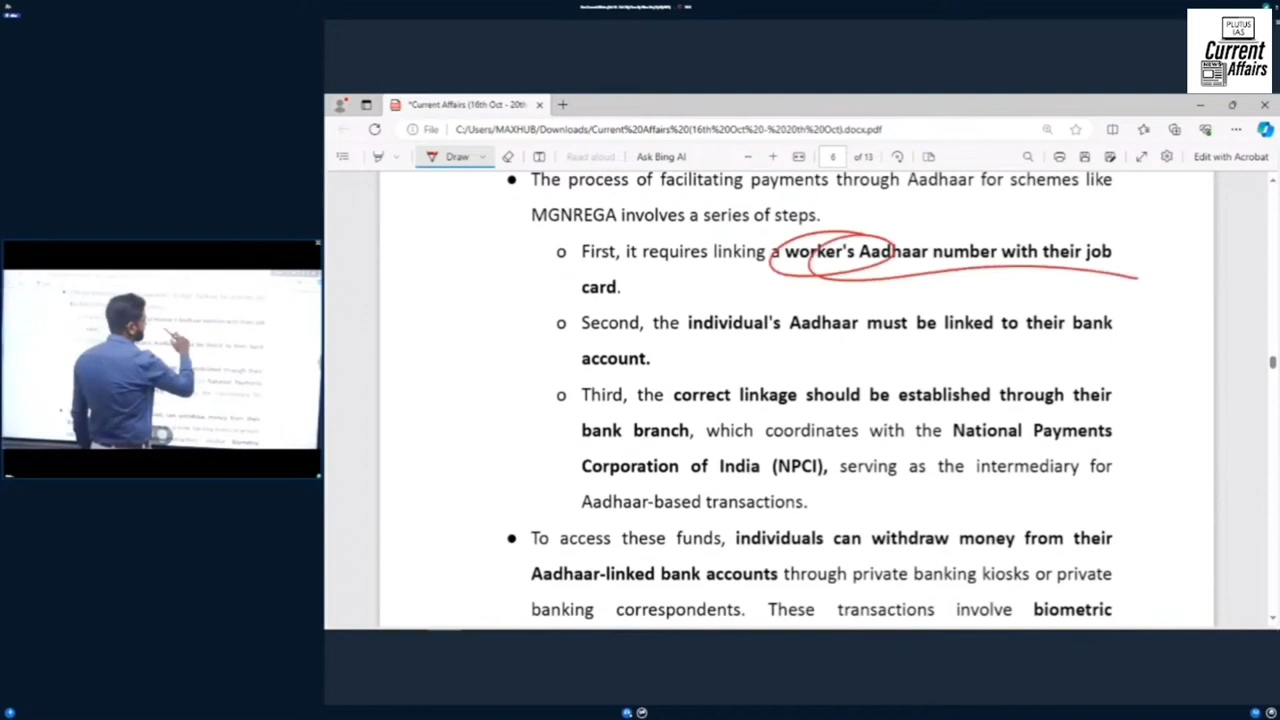 PLUTUS
IAS
Current
NEWS
Affairs
*Current Affairs (16th Oct - 20th
File C:/Users/MAXHUB/Downloads/Current%20Affairs%20(16th%20Oct%20-%2020th%20Oct).docx.pdf
Draw Read aloud Ask Bing AI 6 of 13 Edit with Acrobat
● The process of facilitating payments through Aadhaar for schemes like
MGNREGA involves a series of steps.
o First, it requires linking a worker's Aadhaar number with their job
card.
o Second, the individual's Aadhaar must be linked to their bank
account.
o Third, the correct linkage should be established through their
bank branch, which coordinates with the National Payments
Corporation of India (NPCI), serving as the intermediary for
Aadhaar-based transactions.
● To access these funds, individuals can withdraw money from their
Aadhaar-linked bank accounts through private banking kiosks or private
banking correspondents. These transactions involve biometric